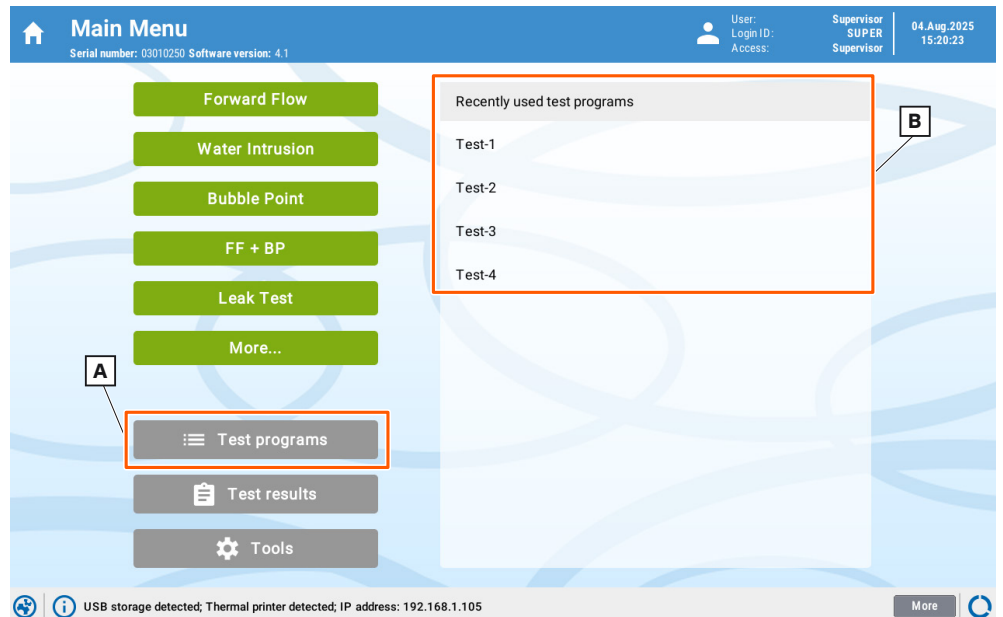 Main Menu
Serial number: 03010250 Software version: 4.1
User: Supervisor
Login ID: SUPER
Access: Supervisor
04.Aug.2025
15:20:23
Forward Flow
Water Intrusion
Bubble Point
FF + BP
Leak Test
More...
A
Test programs
Test results
Tools
Recently used test programs
B
Test-1
Test-2
Test-3
Test-4
USB storage detected; Thermal printer detected; IP address: 192.168.1.105
More